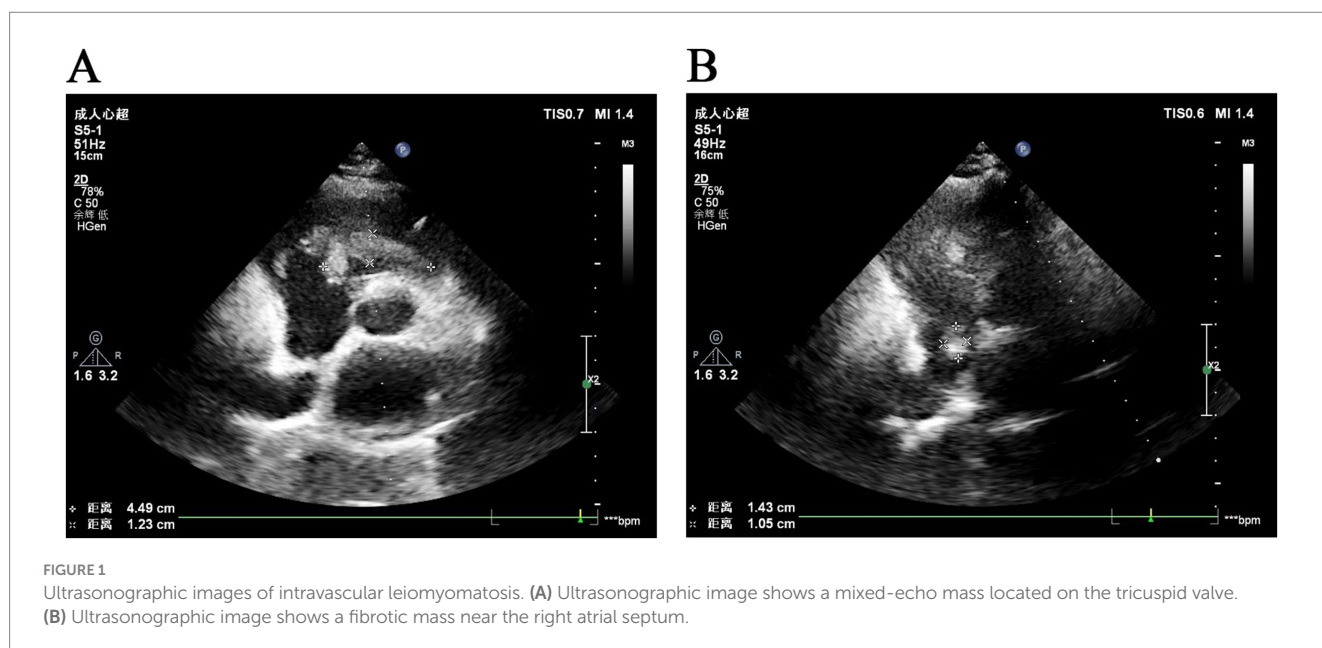 A
成人心超
S5-1
51Hz
15cm
2D
78%
C 50
余辉 低
HGen
TIS0.7 MI 1.4
M3
P
G
P R
1.6 3.2
X2
距离 4.49 cm
距离 1.23 cm
***bpm
B
成人心超
S5-1
49Hz
16cm
2D
75%
C 50
余辉 低
HGen
TIS0.6 MI 1.4
M3
P
G
P R
1.6 3.2
X2
距离 1.43 cm
距离 1.05 cm
***bpm
FIGURE 1
Ultrasonographic images of intravascular leiomyomatosis. (A) Ultrasonographic image shows a mixed-echo mass located on the tricuspid valve.
(B) Ultrasonographic image shows a fibrotic mass near the right atrial septum.